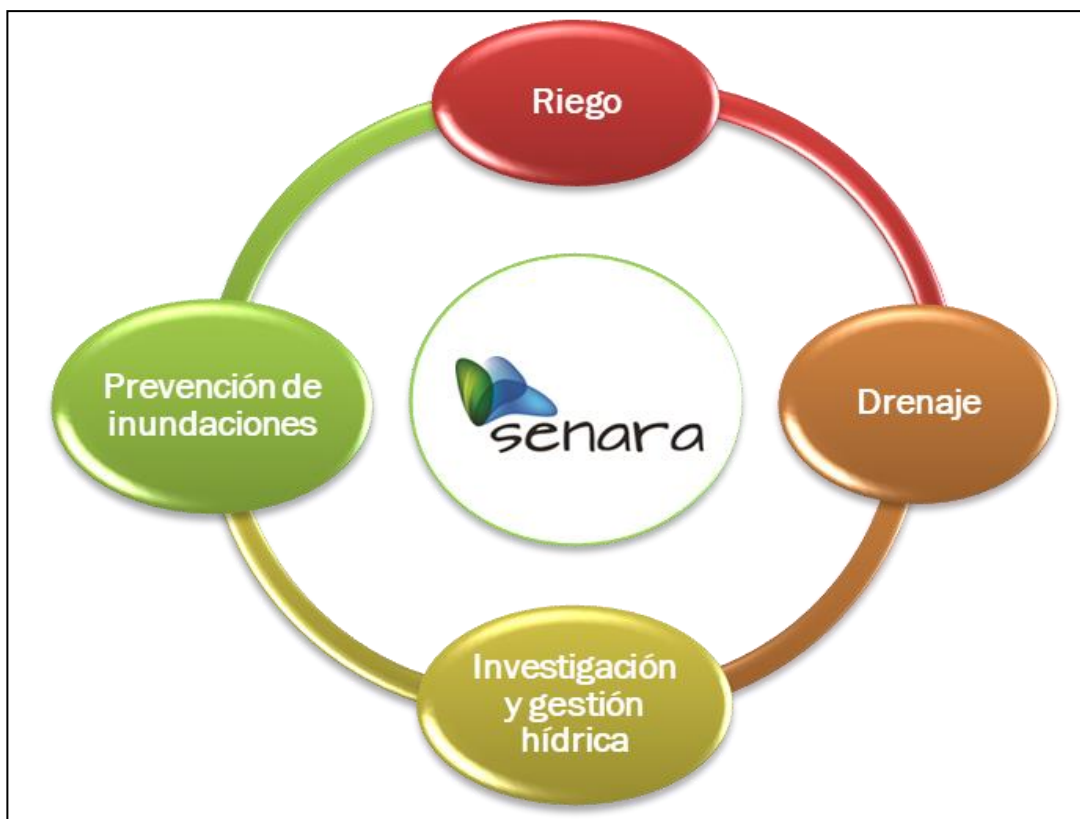 Riego
Prevención de
inundaciones
senara
Drenaje
Investigación
y gestión
hídrica